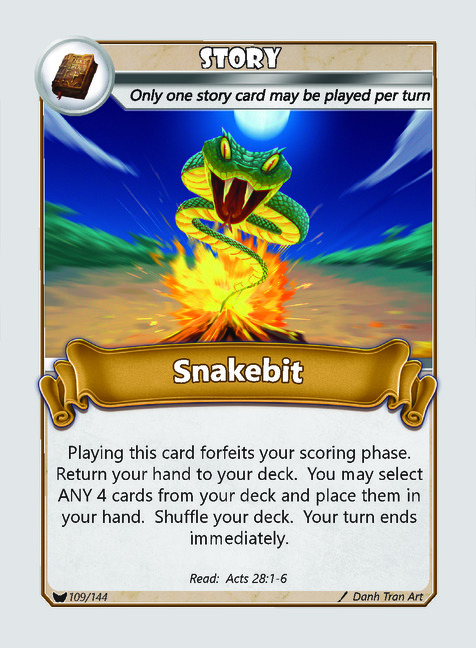 STORY
Only one story card may be played per turn
Snakebit
Playing this card forfeits your scoring phase.
Return your hand to your deck.  You may select
ANY 4 cards from your deck and place them in
your hand.  Shuffle your deck.  Your turn ends
immediately.
Read:  Acts 28:1-6
109/144
Danh Tran Art